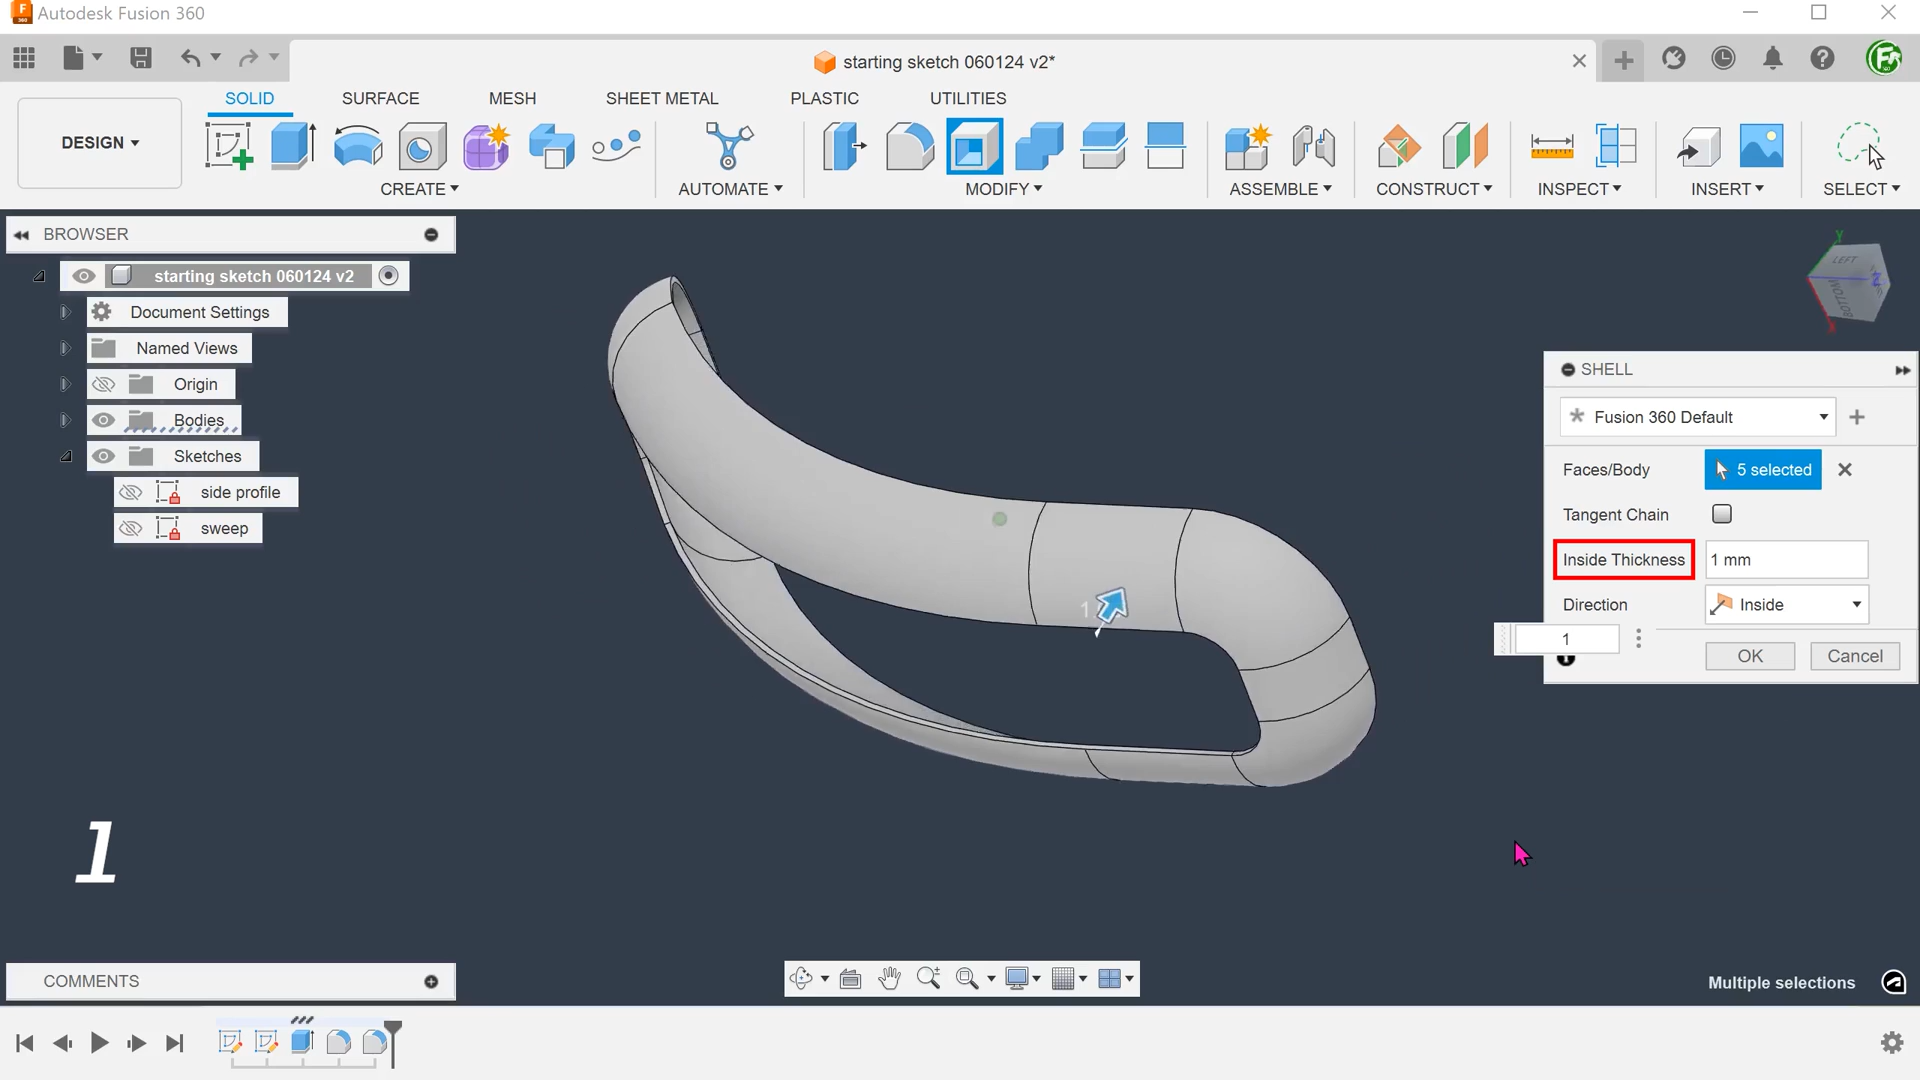 Autodesk Fusion 360
starting sketch 060124 v2*
DESIGN
SOLID
SURFACE
MESH
SHEET METAL
PLASTIC
UTILITIES
CREATE
AUTOMATE
MODIFY
ASSEMBLE
CONSTRUCT
INSPECT
INSERT
SELECT
BROWSER
starting sketch 060124 v2
Document Settings
Named Views
Origin
Bodies
Sketches
side profile
sweep
LEFT
BOTTOM
Y
Z
X
SHELL
Fusion 360 Default
Faces/Body
5 selected
Tangent Chain
Inside Thickness
1 mm
Direction
Inside
1
OK
Cancel
1
1
COMMENTS
Multiple selections